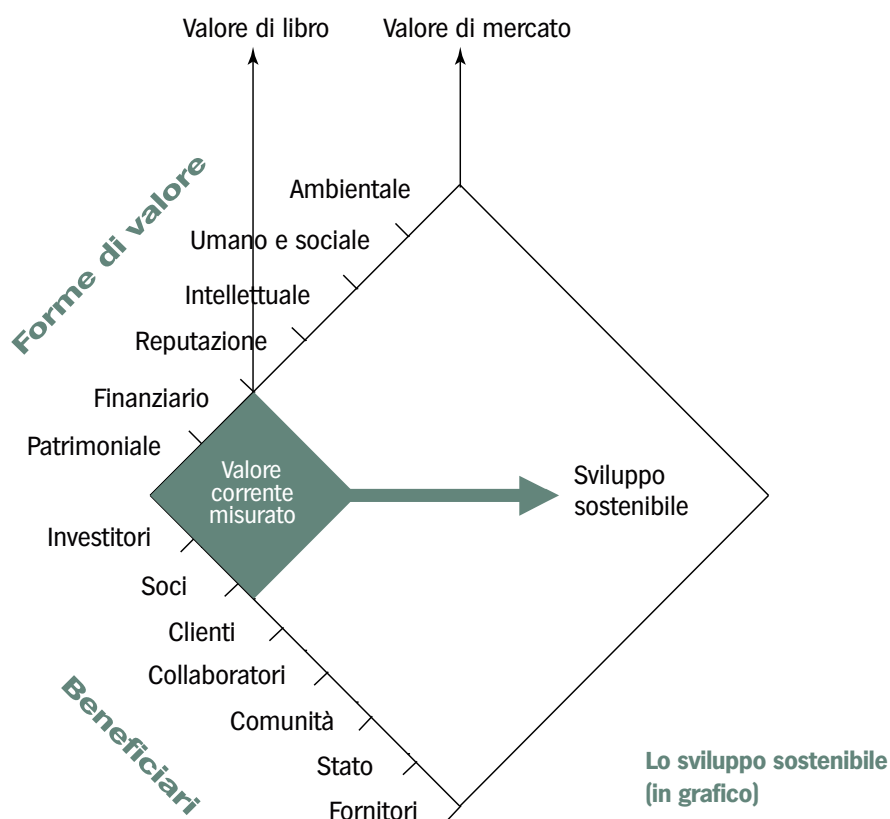 Valore di libro
Valore di mercato
Forme di valore
Ambientale
Umano e sociale
Intellettuale
Reputazione
Finanziario
Patrimoniale
Valore
corrente
misurato
Sviluppo
sostenibile
Investitori
Soci
Clienti
Collaboratori
Comunità
Stato
Fornitori
Beneficiari
Lo sviluppo sostenibile
(in grafico)